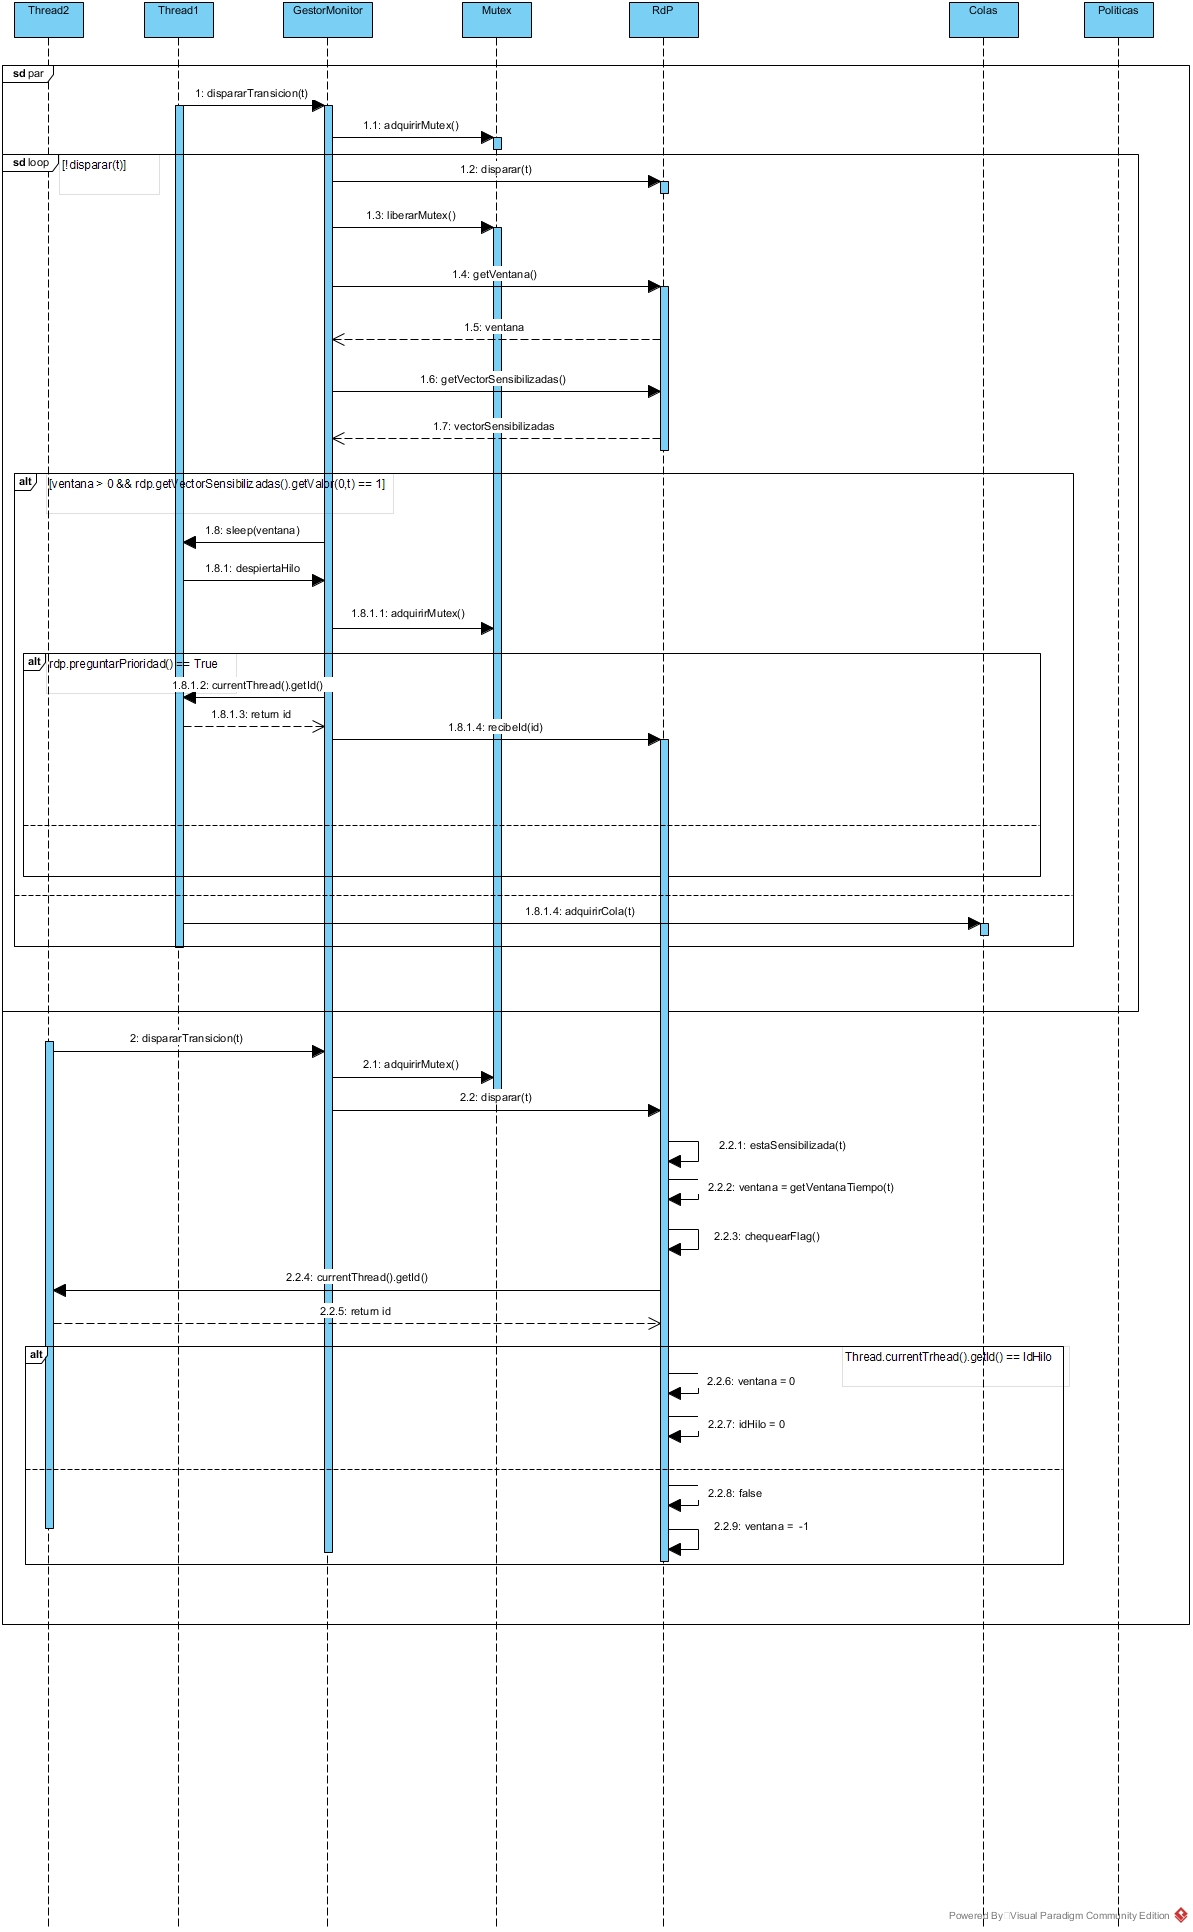 Thread2
Thread1
GestorMonitor
Mutex
RdP
Colas
Politicas
sd par
1: dispararTransicion(t)
1.1: adquirirMutex()
sd loop
[!disparar(t)]
1.2: disparar(t)
1.3: liberarMutex()
1.4: getVentana()
1.5: ventana
1.6: getVectorSensibilizadas()
1.7: vectorSensibilizadas
alt
[ventana > 0 && rdp.getVectorSensibilizadas().getValor(0,t) == 1]
1.8: sleep(ventana)
1.8.1: despiertaHilo
1.8.1.1: adquirirMutex()
alt
rdp.preguntarPrioridad() == True
1.8.1.2: currentThread().getId()
1.8.1.3: return id
1.8.1.4: recibeId(id)
1.8.1.4: adquirirCola(t)
2: dispararTransicion(t)
2.1: adquirirMutex()
2.2: disparar(t)
2.2.1: estaSensibilizada(t)
2.2.2: ventana = getVentanaTiempo(t)
2.2.3: chequearFlag()
2.2.4: currentThread().getId()
2.2.5: return id
alt
Thread.currentTrhead().getId() == IdHilo
2.2.6: ventana = 0
2.2.7: idHilo = 0
2.2.8: false
2.2.9: ventana = -1
Powered By Visual Paradigm Community Edition